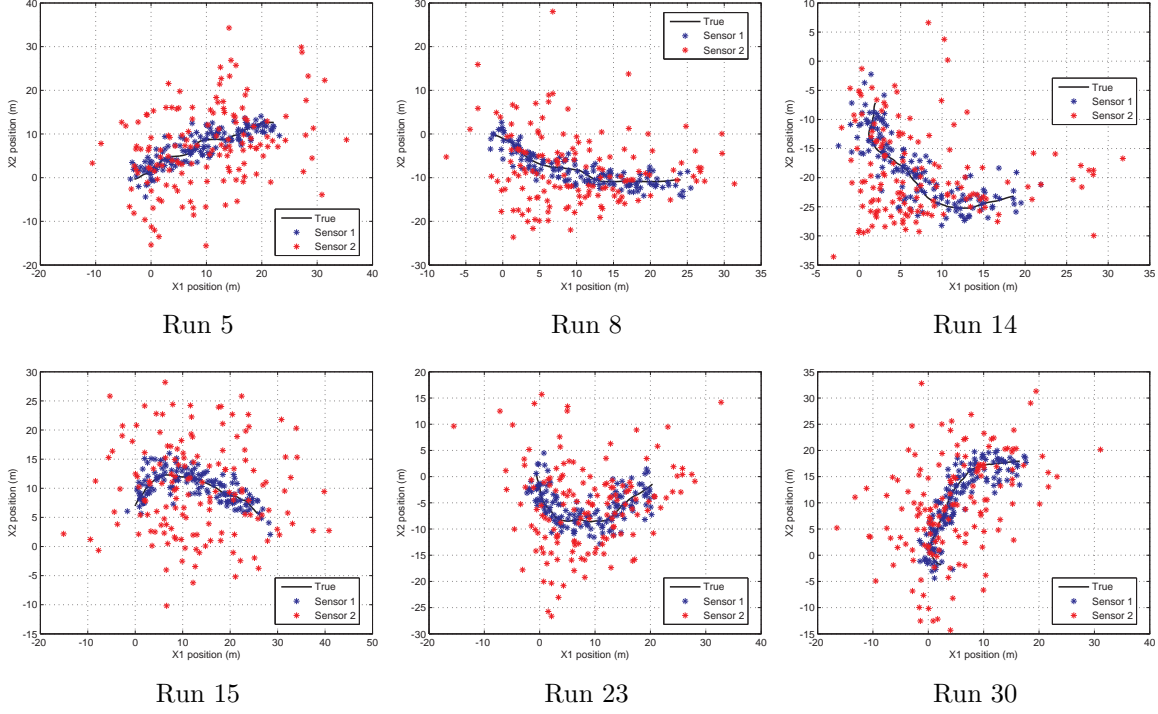 40
30
20
10
0
-10
-20
-20
-10
0
10
20
30
40
X2 position (m)
X1 position (m)
True
Sensor 1
Sensor 2
Run 5
30
20
10
0
-10
-20
-30
-10
-5
0
5
10
15
20
25
30
35
X2 position (m)
X1 position (m)
True
Sensor 1
Sensor 2
Run 8
10
5
0
-5
-10
-15
-20
-25
-30
-35
-5
0
5
10
15
20
25
30
35
X2 position (m)
X1 position (m)
True
Sensor 1
Sensor 2
Run 14
30
25
20
15
10
5
0
-5
-10
-15
-20
-10
0
10
20
30
40
50
X2 position (m)
X1 position (m)
True
Sensor 1
Sensor 2
Run 15
20
15
10
5
0
-5
-10
-15
-20
-25
-30
-20
-10
0
10
20
30
40
X2 position (m)
X1 position (m)
True
Sensor 1
Sensor 2
Run 23
35
30
25
20
15
10
5
0
-5
-10
-15
-20
-10
0
10
20
30
40
X2 position (m)
X1 position (m)
True
Sensor 1
Sensor 2
Run 30